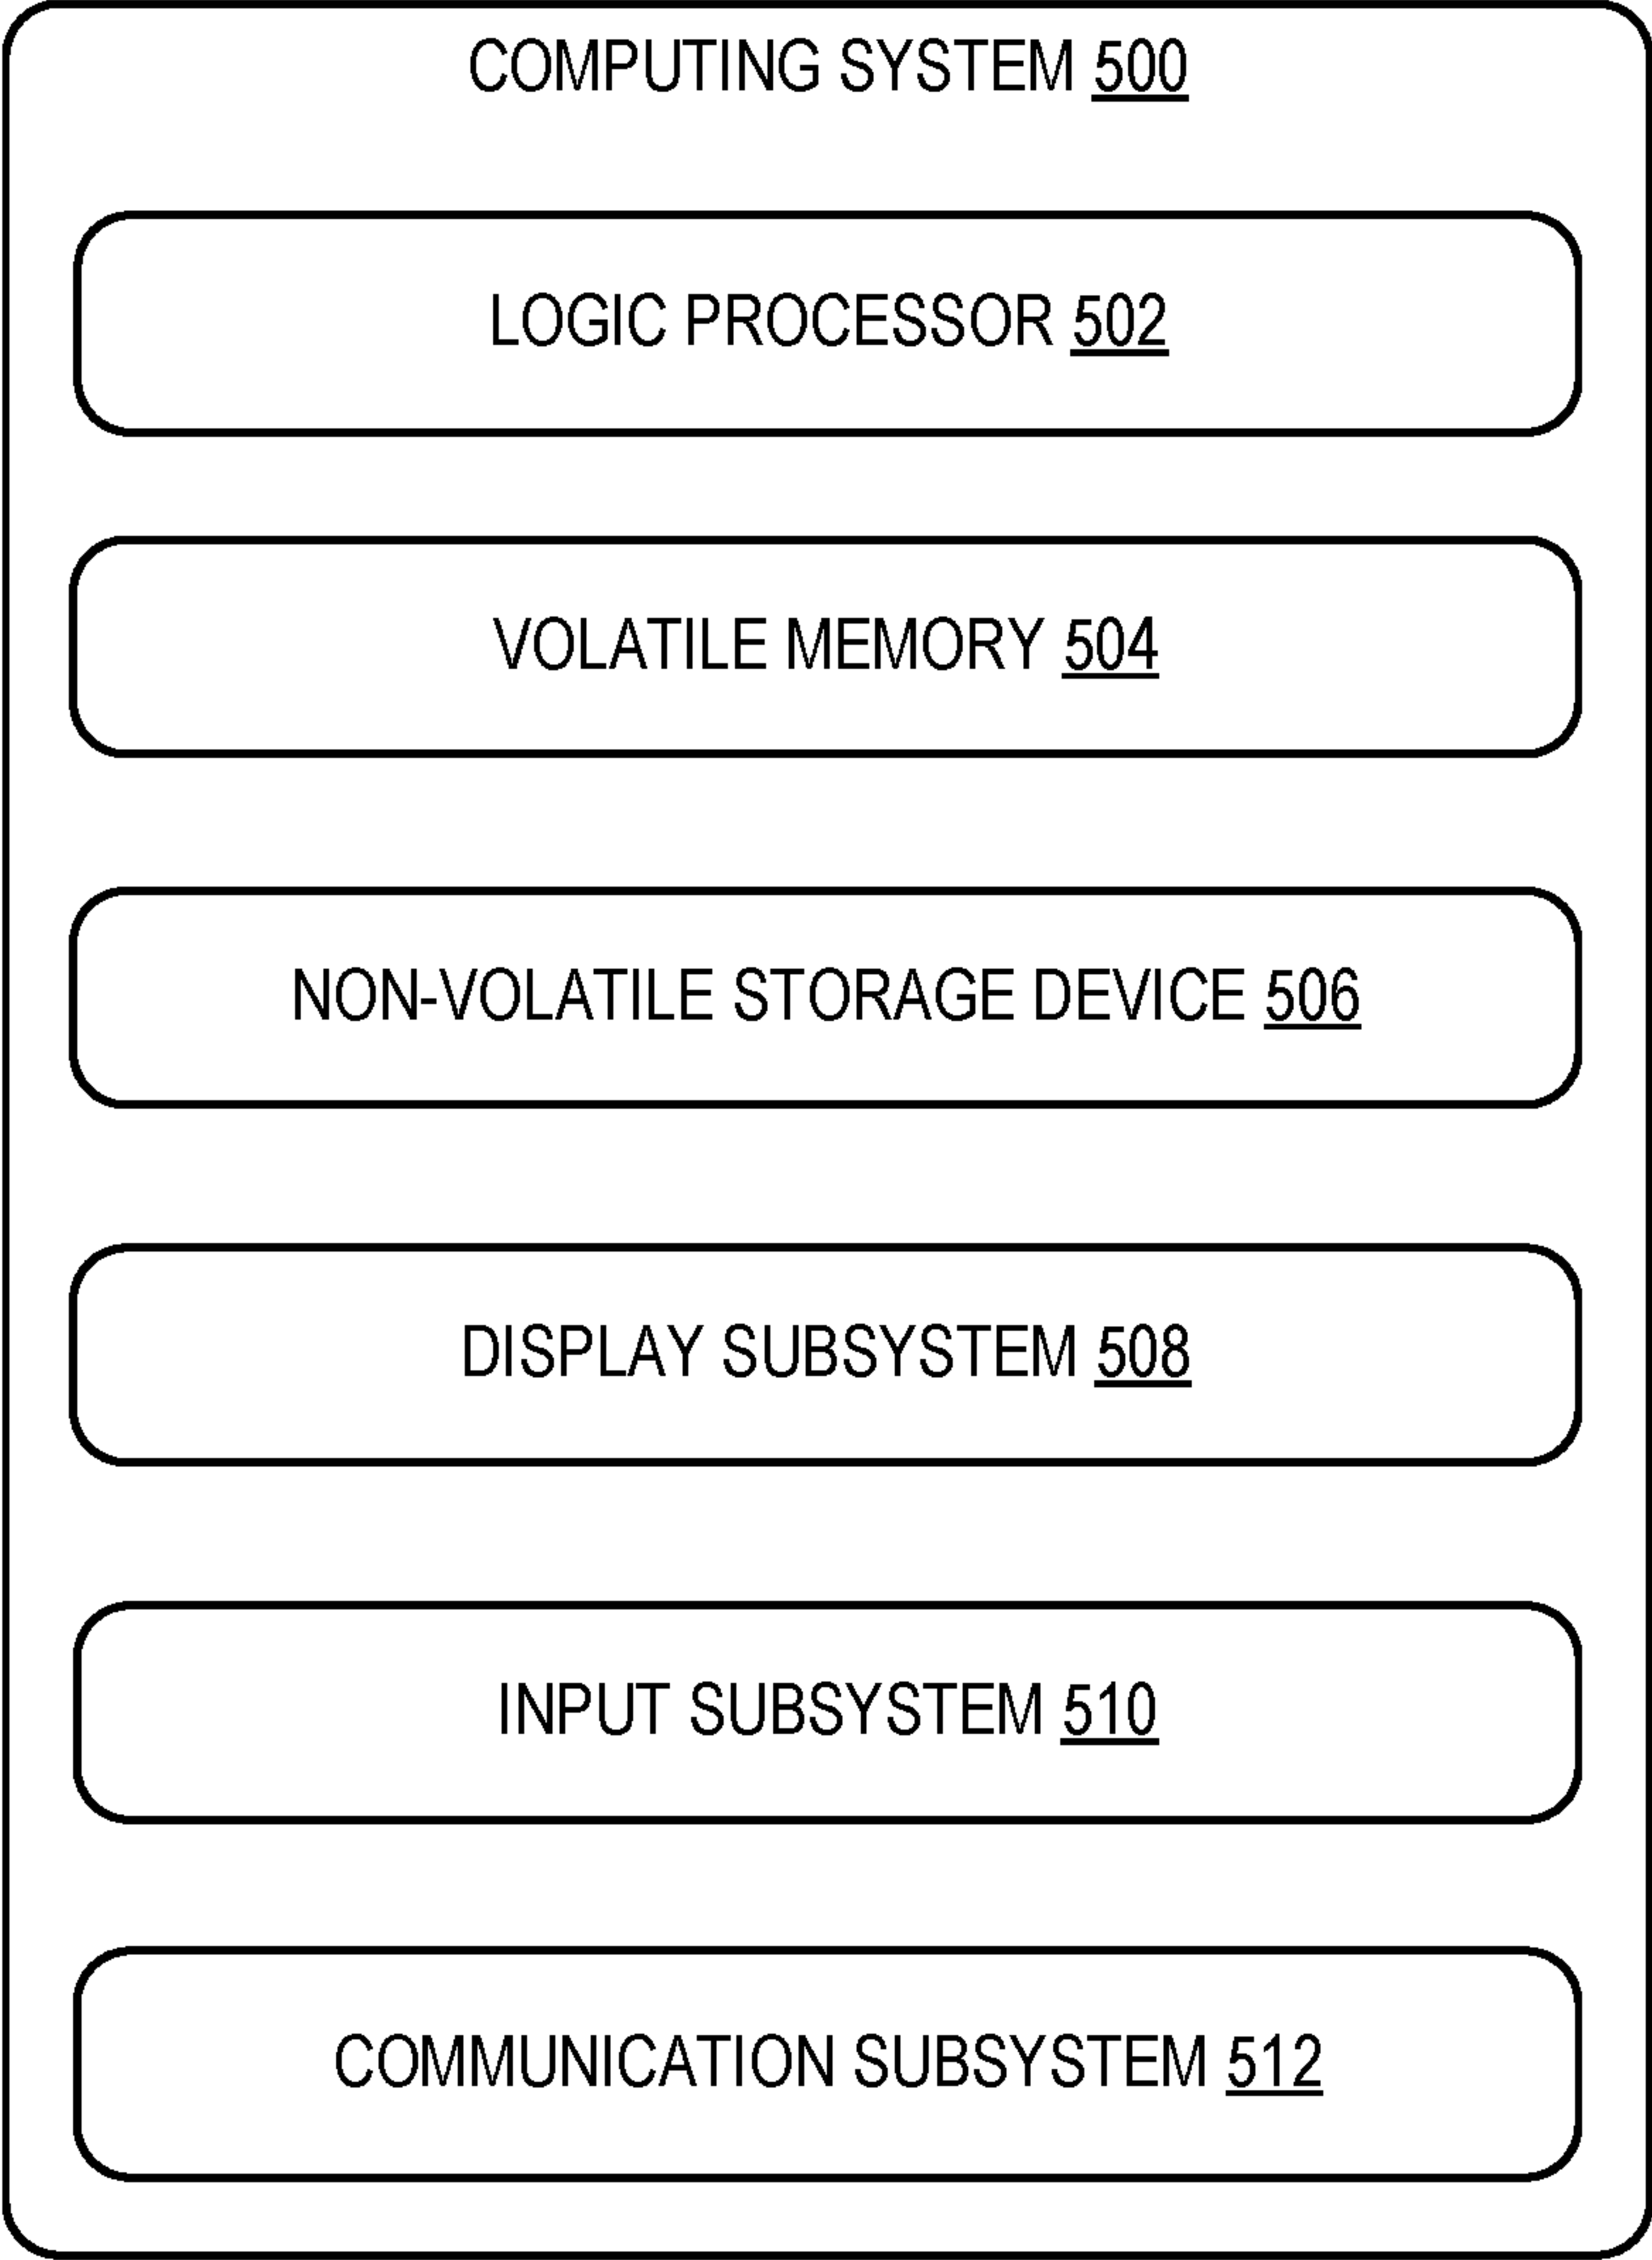 COMPUTING SYSTEM 500
LOGIC PROCESSOR 502
VOLATILE MEMORY 504
NON-VOLATILE STORAGE DEVICE 506
DISPLAY SUBSYSTEM 508
INPUT SUBSYSTEM 510
COMMUNICATION SUBSYSTEM 512